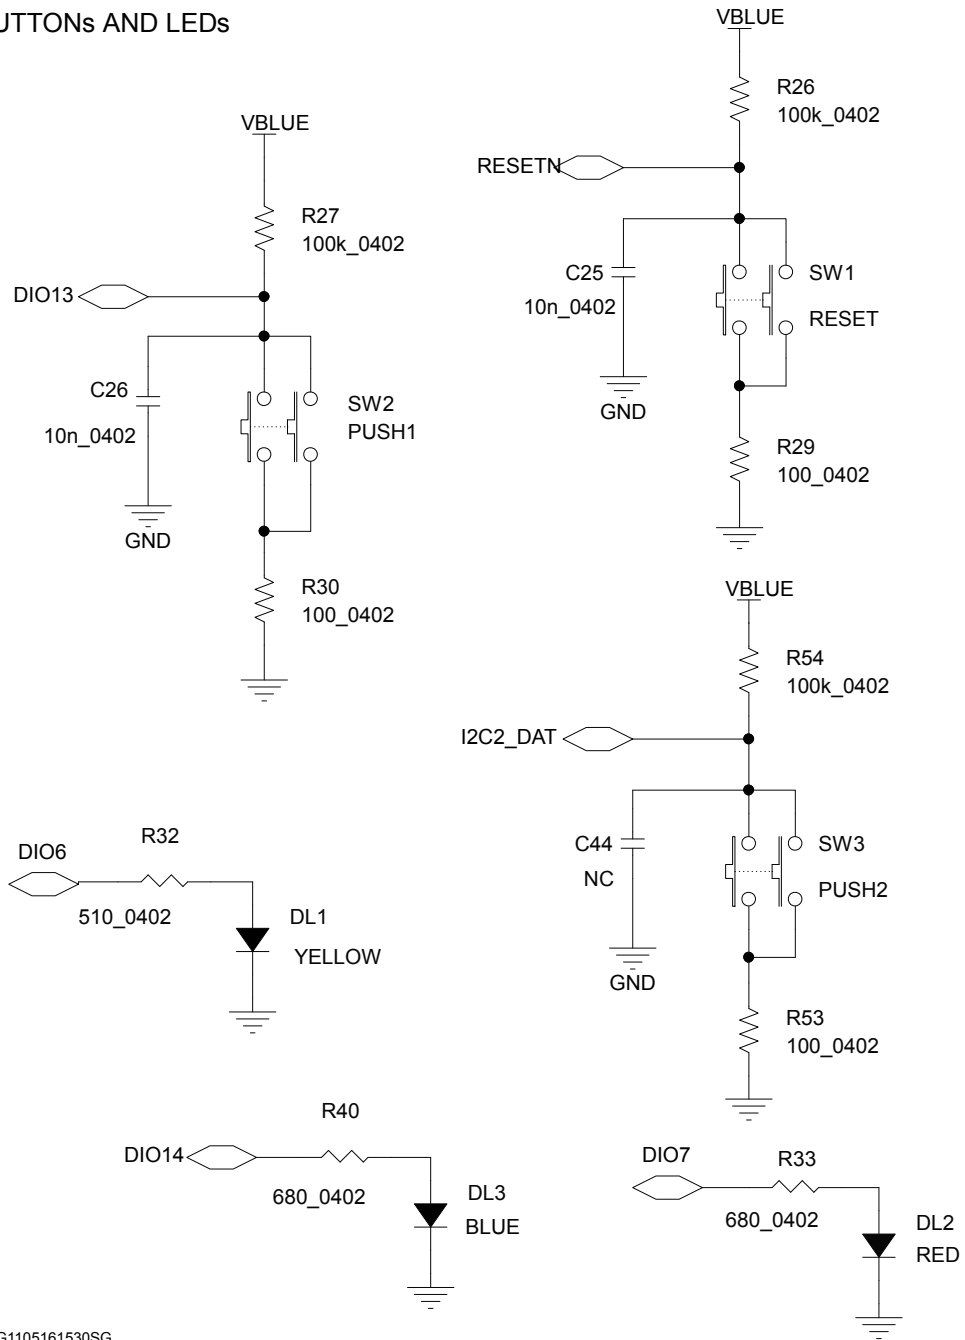 UTTONs AND LEDs
VBLUE
R26
100k_0402
RESETN
C25
10n_0402
SW1
RESET
GND
R29
100_0402
VBLUE
R27
100k_0402
DIO13
C26
10n_0402
SW2
PUSH1
GND
R30
100_0402
VBLUE
R54
100k_0402
I2C2_DAT
C44
NC
SW3
PUSH2
GND
R53
100_0402
R32
DIO6
510_0402
DL1
YELLOW
R40
DIO14
680_0402
DL3
BLUE
DIO7
R33
680_0402
DL2
RED
G1105161530SG